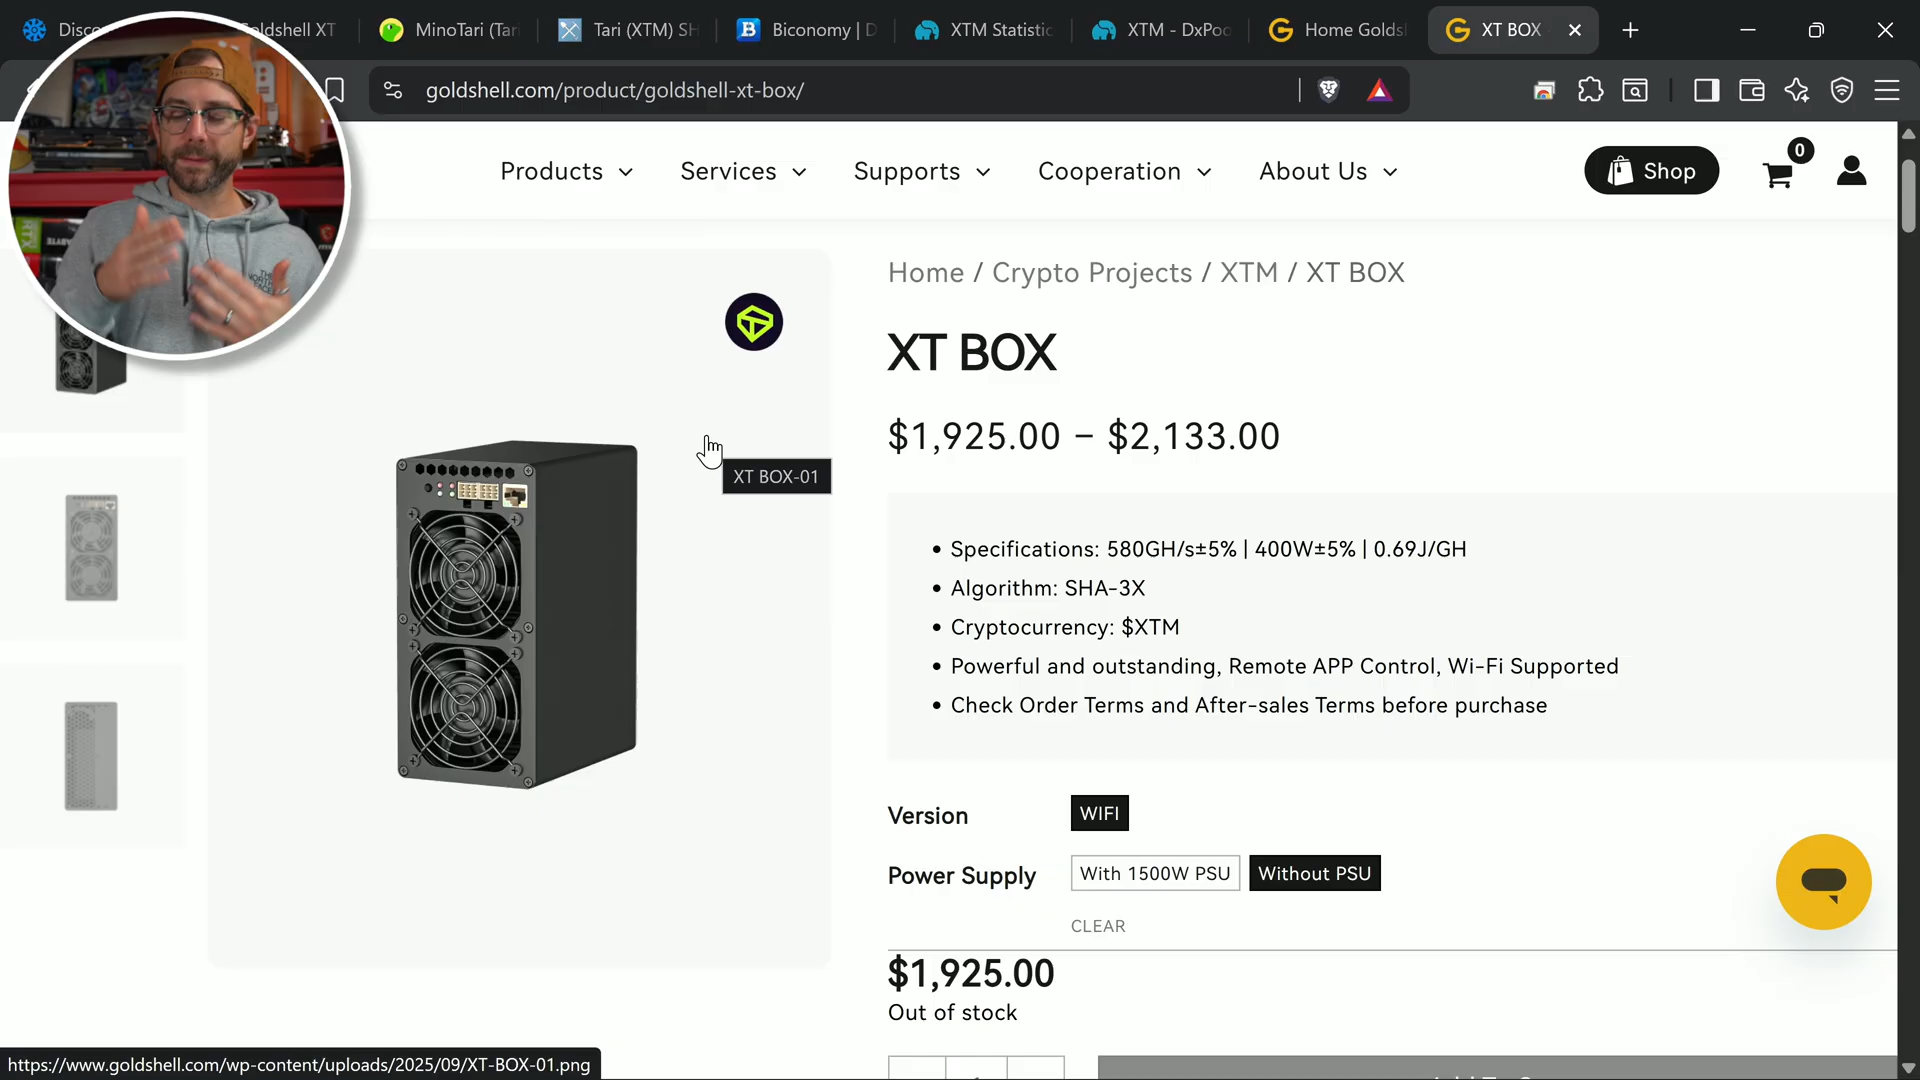 Disco
oldshell XT
MinoTari (Tari
Tari (XTM) SH
Biconomy | D
XTM Statistic
XTM - DxPoo
Home Goldsh
XT BOX
goldshell.com/product/goldshell-xt-box/
Products
Services
Supports
Cooperation
About Us
Shop
0
Home / Crypto Projects / XTM / XT BOX
XT BOX
$1,925.00 – $2,133.00
XT BOX-01
• Specifications: 580GH/s±5% | 400W±5% | 0.69J/GH
• Algorithm: SHA-3X
• Cryptocurrency: $XTM
• Powerful and outstanding, Remote APP Control, Wi-Fi Supported
• Check Order Terms and After-sales Terms before purchase
Version
WIFI
Power Supply
With 1500W PSU
Without PSU
CLEAR
$1,925.00
Out of stock
https://www.goldshell.com/wp-content/uploads/2025/09/XT-BOX-01.png